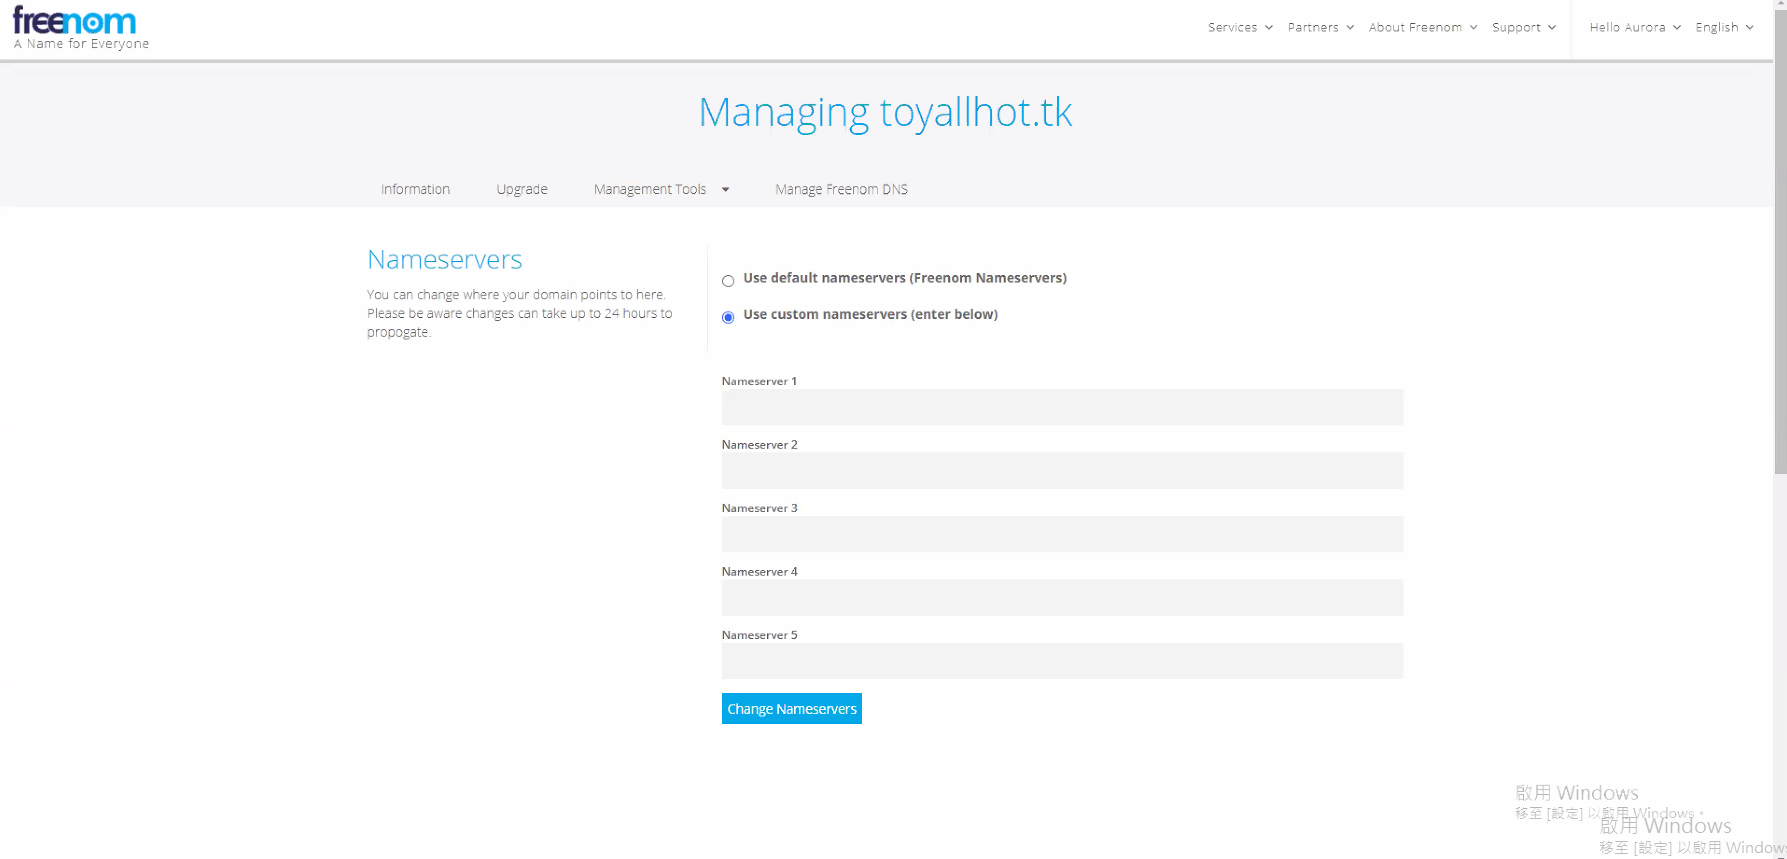 freenom
A Name for Everyone
Services Partners About Freenom Support Hello Aurora English
Managing toyallhot.tk
Information Upgrade Management Tools Manage Freenom DNS
Nameservers
You can change where your domain points to here.
Please be aware changes can take up to 24 hours to
propogate.
Use default nameservers (Freenom Nameservers)
Use custom nameservers (enter below)
Nameserver 1
Nameserver 2
Nameserver 3
Nameserver 4
Nameserver 5
Change Nameservers
啟用 Windows
移至 [設定] 以啟用 Windows。
啟用 Windows
移至 [設定] 以啟用 Window